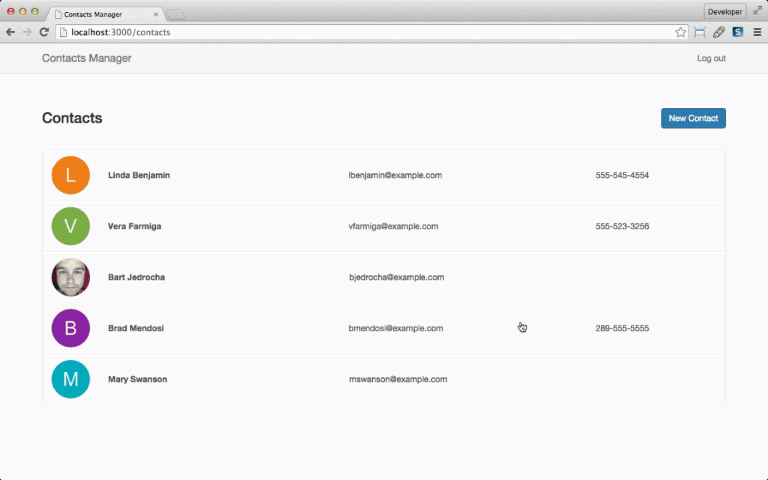 Contacts Manager
Developer
localhost:3000/contacts
Contacts Manager
Log out
Contacts
New Contact
L Linda Benjamin lbenjamin@example.com 555-545-4554
V Vera Farmiga vfarmiga@example.com 555-523-3256
Bart Jedrocha bjedrocha@example.com
B Brad Mendosi bmendosi@example.com 289-555-5555
M Mary Swanson mswanson@example.com